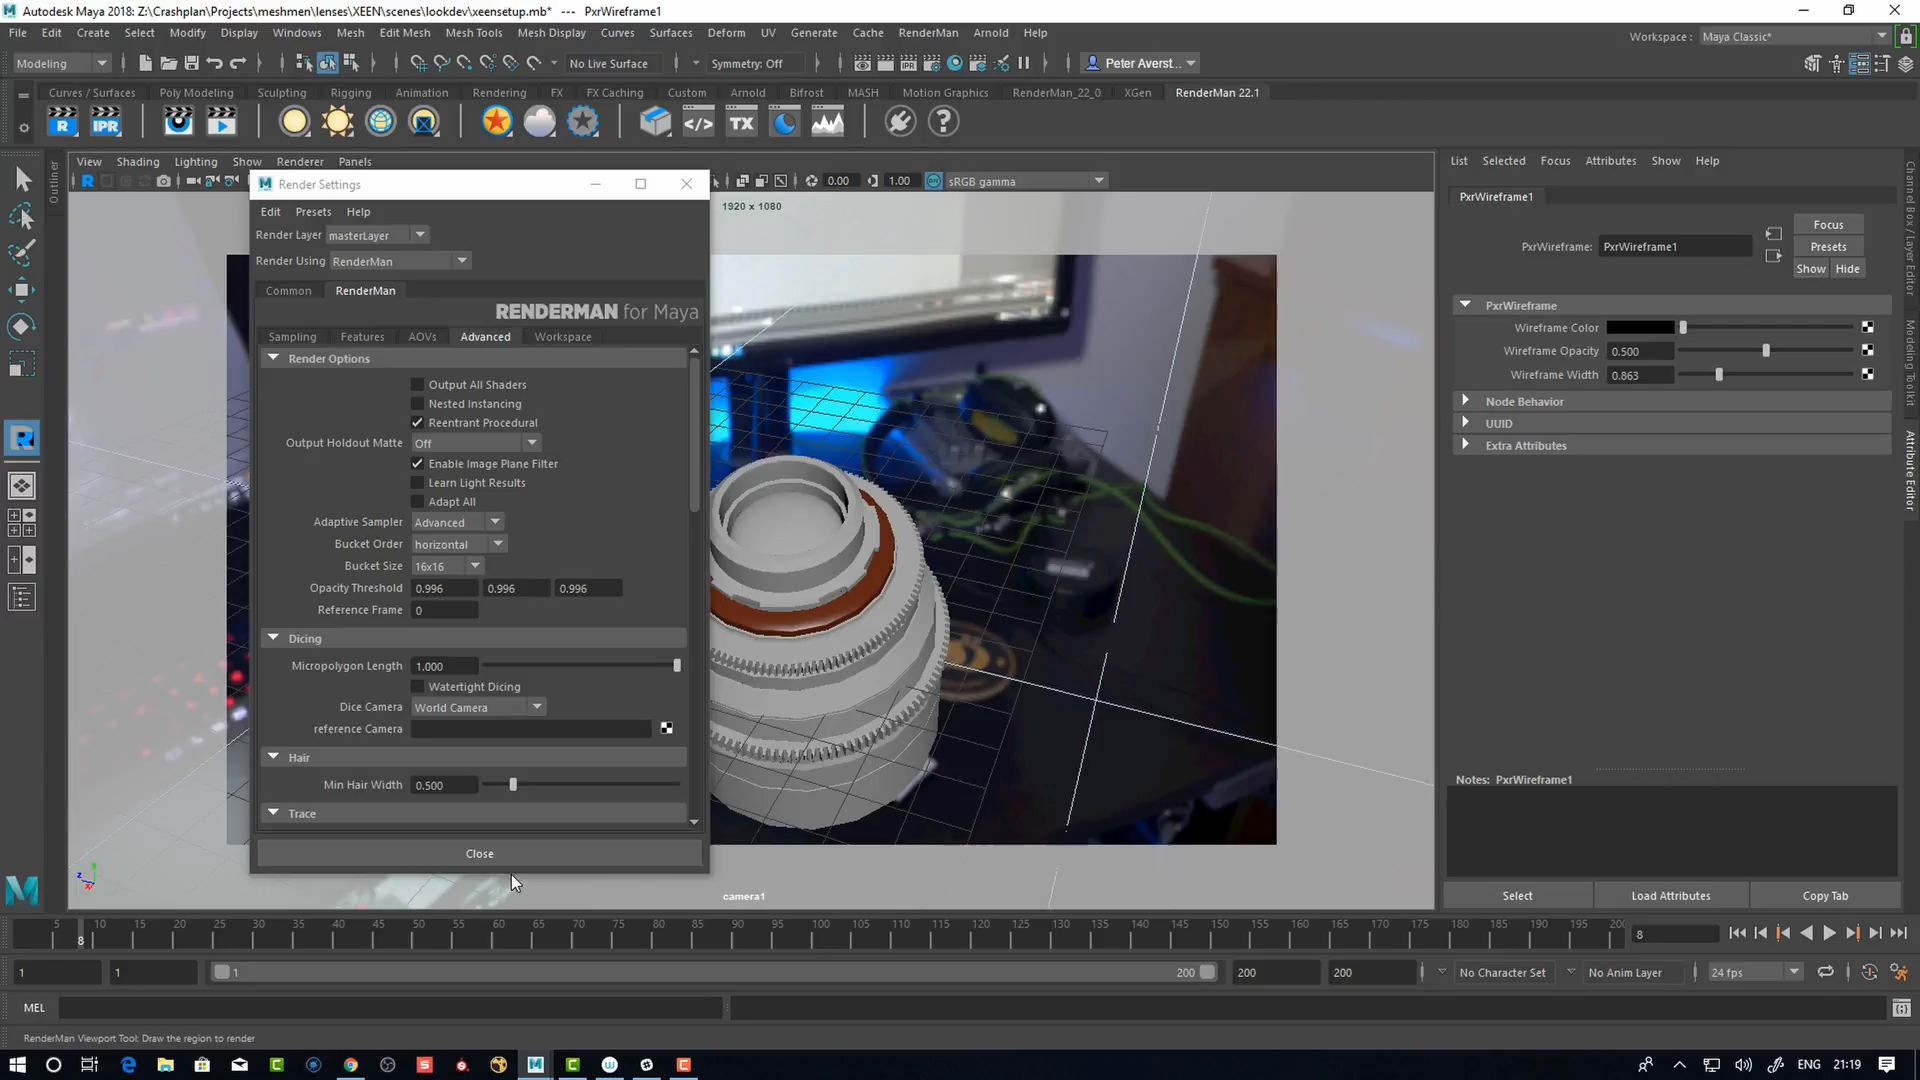 Autodesk Maya 2018: Z:\Crashplan\Projects\meshmen\lenses\XEEN\scenes\lookdev\xeensetup.mb* --- PxrWireframe1
File Edit Create Select Modify Display Windows Mesh Edit Mesh Mesh Tools Mesh Display Curves Surfaces Deform UV Generate Cache RenderMan Arnold Help
Workspace : Maya Classic*
Modeling No Live Surface Symmetry: Off Peter Averst...
Curves / Surfaces Poly Modeling Sculpting Rigging Animation Rendering FX FX Caching Custom Arnold Bifrost MASH Motion Graphics RenderMan_22_0 XGen RenderMan 22.1
R IPR </> TX ?
View Shading Lighting Show Renderer Panels
0.00 1.00 sRGB gamma
1920 x 1080
Outliner
Render Settings
Edit Presets Help
Render Layer masterLayer
Render Using RenderMan
Common RenderMan
RENDERMAN for Maya
Sampling Features AOVs Advanced Workspace
Render Options
Output All Shaders
Nested Instancing
Reentrant Procedural
Output Holdout Matte Off
Enable Image Plane Filter
Learn Light Results
Adapt All
Adaptive Sampler Advanced
Bucket Order horizontal
Bucket Size 16x16
Opacity Threshold 0.996 0.996 0.996
Reference Frame 0
Dicing
Micropolygon Length 1.000
Watertight Dicing
Dice Camera World Camera
reference Camera
Hair
Min Hair Width 0.500
Trace
Close
camera1
List Selected Focus Attributes Show Help
PxrWireframe1
PxrWireframe: PxrWireframe1
Focus
Presets
Show Hide
PxrWireframe
Wireframe Color
Wireframe Opacity 0.500
Wireframe Width 0.863
Node Behavior
UUID
Extra Attributes
Notes: PxrWireframe1
Select Load Attributes Copy Tab
Channel Box / Layer Editor
Modeling Toolkit
Attribute Editor
5 8 10 15 20 25 30 35 40 45 50 55 60 65 70 75 80 85 90 95 100 105 110 115 120 125 130 135 140 145 150 155 160 165 170 175 180 185 190 195 200
8
1 1 1 200 200 200 No Character Set No Anim Layer 24 fps
MEL
RenderMan Viewport Tool: Draw the region to render
ENG 21:19